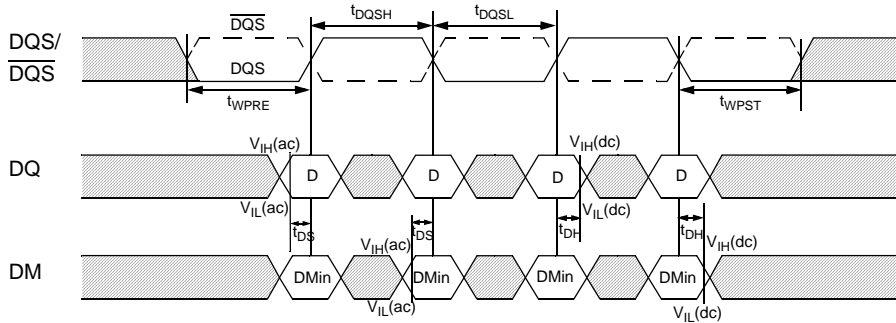 DQS/
DQS
DQS
DQS
tDQSH
tDQSL
tWPRE
tWPST
DQ
VIH(ac)
VIL(ac)
D
D
D
D
VIH(dc)
VIL(dc)
tDS
tDS
tDH
tDH
DM
VIH(ac)
VIL(ac)
DMin
DMin
DMin
DMin
VIH(dc)
VIL(dc)